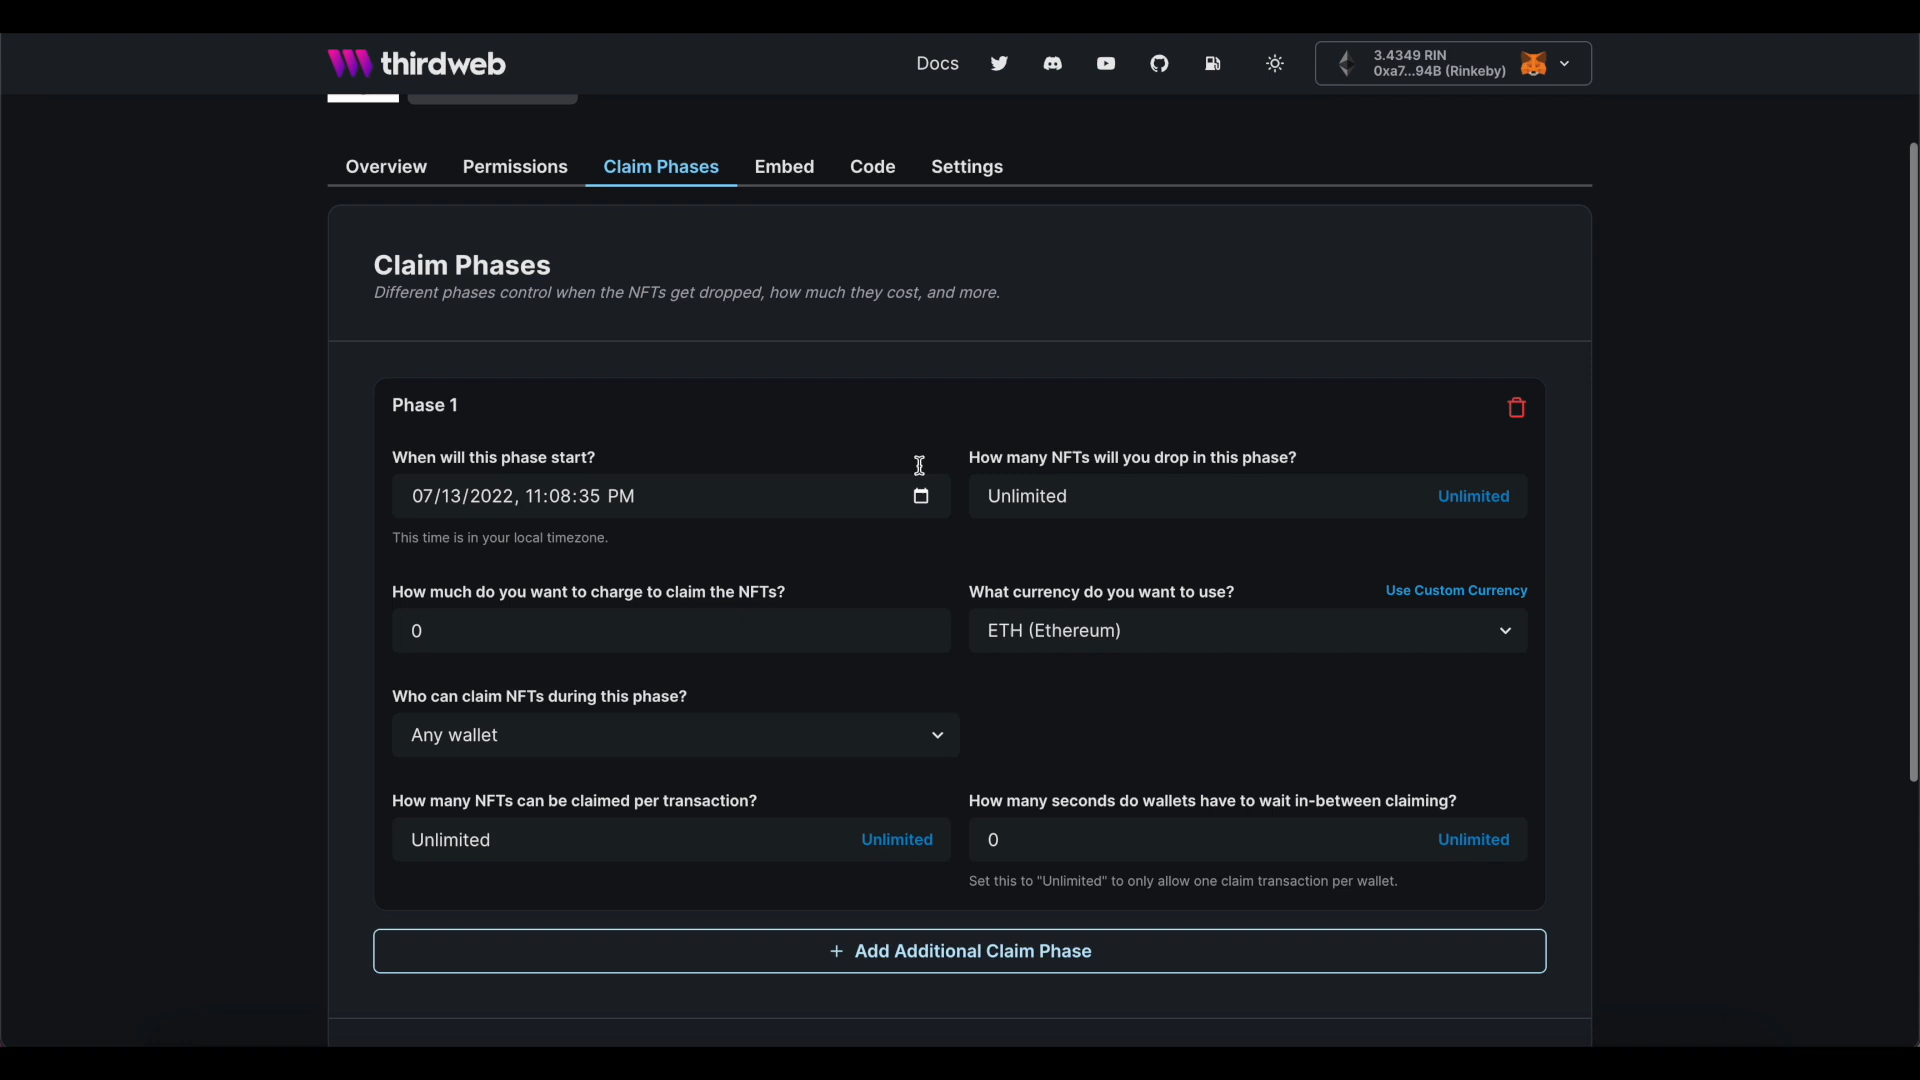 thirdweb
Docs
3.4349 RIN
0xa7...94B (Rinkeby)
Overview
Permissions
Claim Phases
Embed
Code
Settings
Claim Phases
Different phases control when the NFTs get dropped, how much they cost, and more.
Phase 1
When will this phase start?
07/13/2022, 11:08:35 PM
This time is in your local timezone.
How many NFTs will you drop in this phase?
Unlimited
Unlimited
How much do you want to charge to claim the NFTs?
0
What currency do you want to use?
Use Custom Currency
ETH (Ethereum)
Who can claim NFTs during this phase?
Any wallet
How many NFTs can be claimed per transaction?
Unlimited
Unlimited
How many seconds do wallets have to wait in-between claiming?
0
Unlimited
Set this to "Unlimited" to only allow one claim transaction per wallet.
+ Add Additional Claim Phase